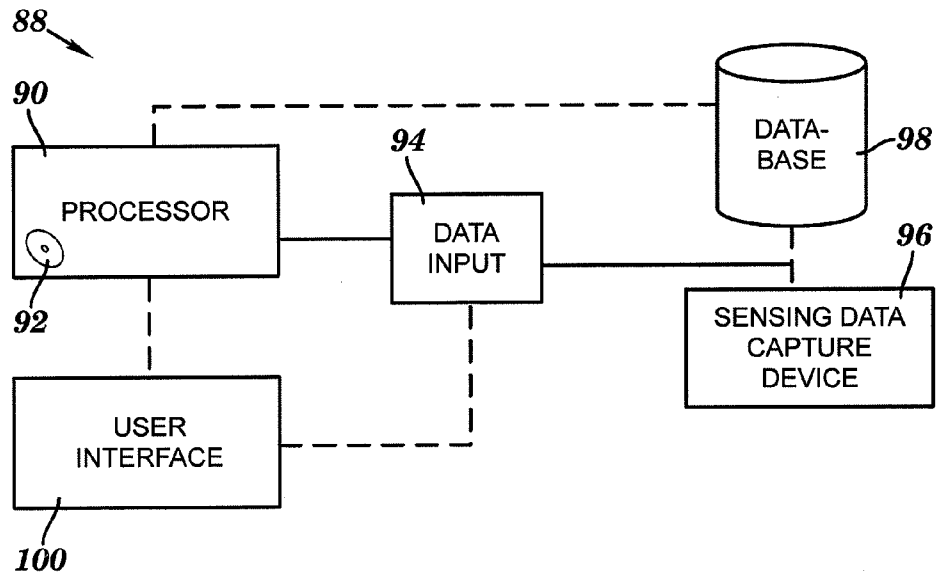 88
90
PROCESSOR
92
94
DATA
INPUT
DATA-
BASE
98
96
SENSING DATA
CAPTURE
DEVICE
USER
INTERFACE
100